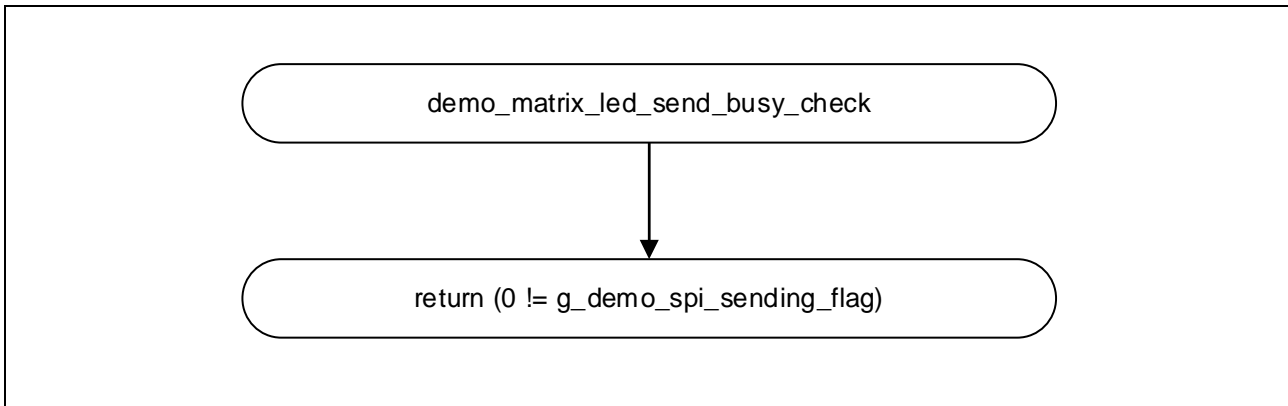 demo_matrix_led_send_busy_check
return (0 != g_demo_spi_sending_flag)